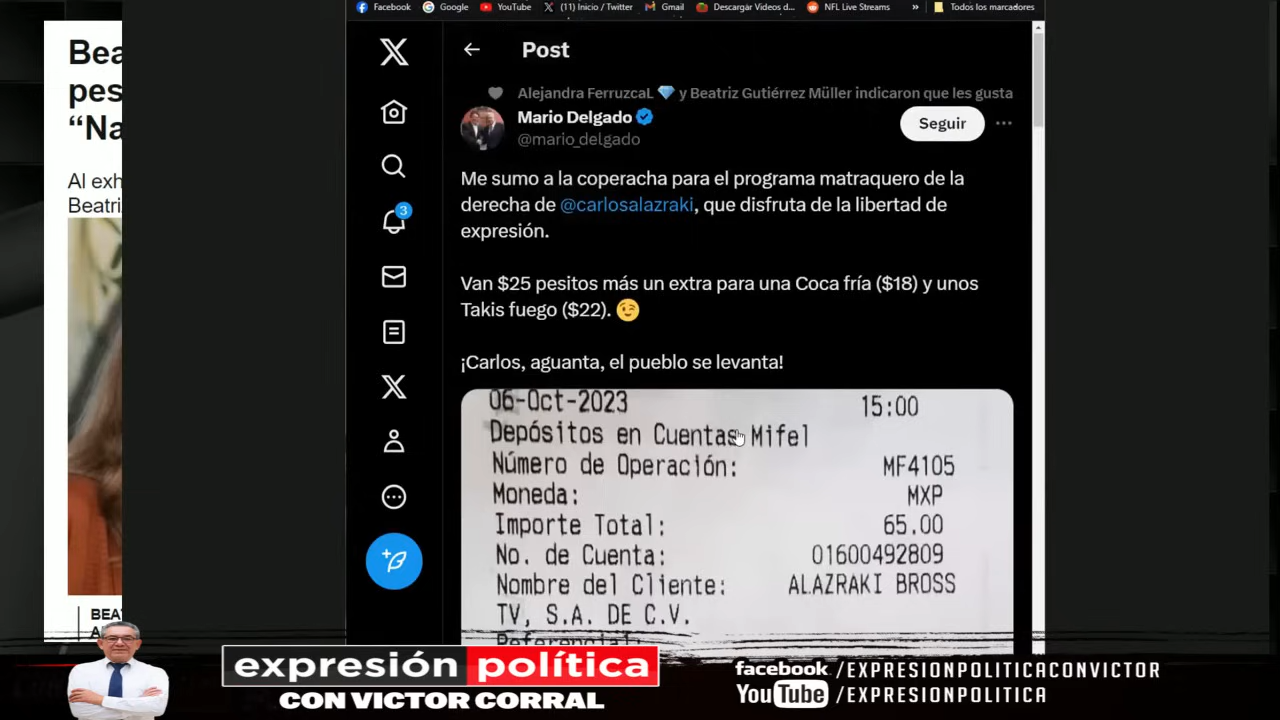 Facebook
Google
YouTube
(11) Inicio / Twitter
Gmail
Descargar Videos d...
NFL Live Streams
»
Todos los marcadores
Bea
pes
“Na
Al exh
Beatri
BEA
Post
Alejandra FerruzcaL 💎 y Beatriz Gutiérrez Müller indicaron que les gusta
Mario Delgado
@mario_delgado
Seguir
3
Me sumo a la coperacha para el programa matraquero de la
derecha de @carlosalazraki, que disfruta de la libertad de
expresión.
Van $25 pesitos más un extra para una Coca fría ($18) y unos
Takis fuego ($22). 😉
¡Carlos, aguanta, el pueblo se levanta!
06-Oct-2023 15:00
Depósitos en Cuentas Mifel
Número de Operación: MF4105
Moneda: MXP
Importe Total: 65.00
No. de Cuenta: 01600492809
Nombre del Cliente: ALAZRAKI BROSS
TV, S.A. DE C.V.
expresión política
CON VICTOR CORRAL
facebook /EXPRESIONPOLITICACONVICTOR
YouTube /EXPRESIONPOLITICA